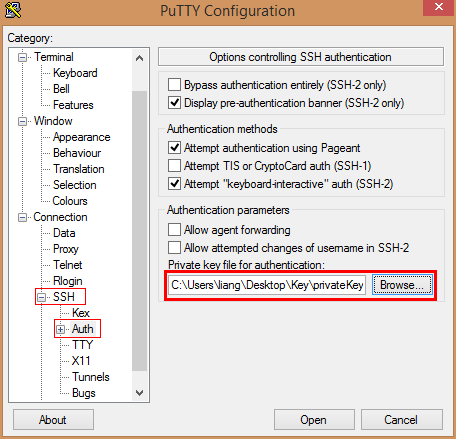 PuTTY Configuration
Category:
Terminal
Keyboard
Bell
Features
Window
Appearance
Behaviour
Translation
Selection
Colours
Connection
Data
Proxy
Telnet
Rlogin
SSH
Kex
Auth
TTY
X11
Tunnels
Bugs
Options controlling SSH authentication
Bypass authentication entirely (SSH-2 only)
Display pre-authentication banner (SSH-2 only)
Authentication methods
Attempt authentication using Pageant
Attempt TIS or CryptoCard auth (SSH-1)
Attempt "keyboard-interactive" auth (SSH-2)
Authentication parameters
Allow agent forwarding
Allow attempted changes of username in SSH-2
Private key file for authentication:
C:\Users\liang\Desktop\Key\privateKey
Browse...
About
Open
Cancel